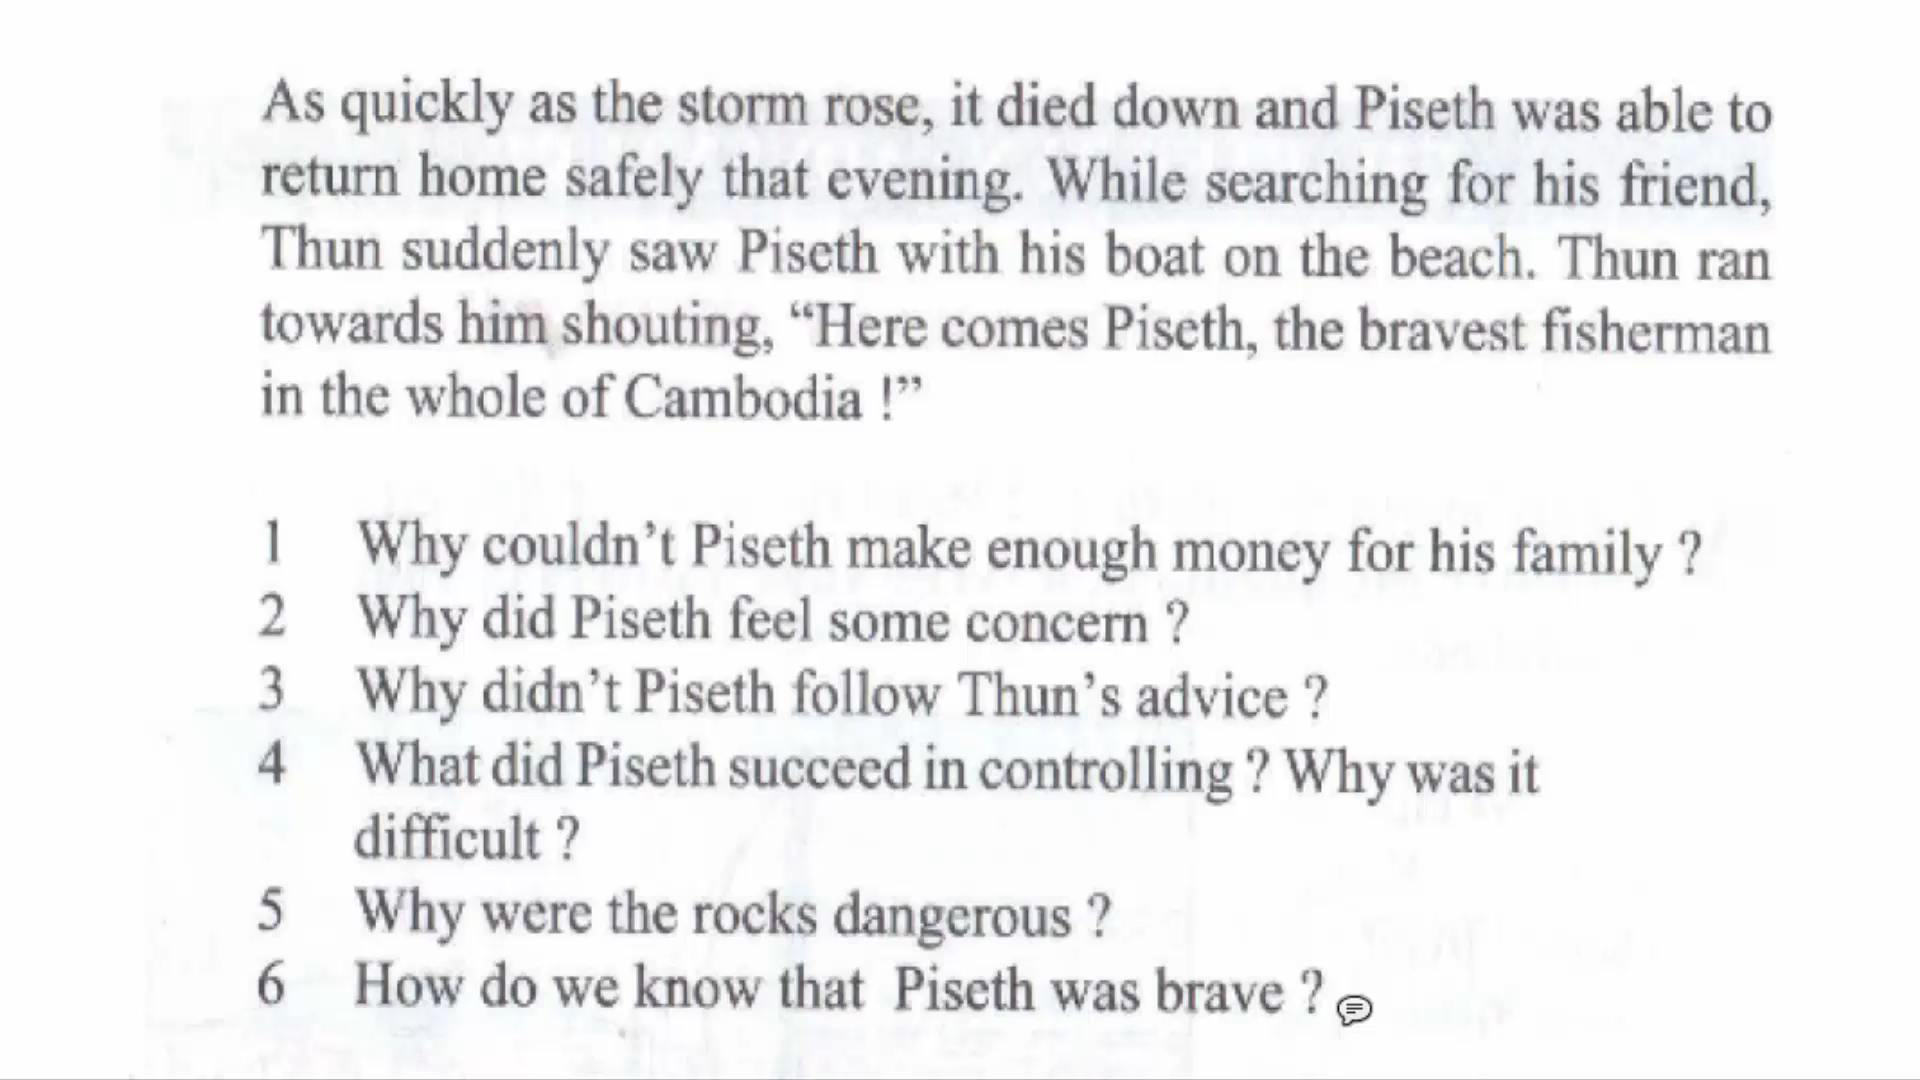 As quickly as the storm rose, it died down and Piseth was able to
return home safely that evening. While searching for his friend,
Thun suddenly saw Piseth with his boat on the beach. Thun ran
towards him shouting, “Here comes Piseth, the bravest fisherman
in the whole of Cambodia !”
1 Why couldn’t Piseth make enough money for his family ?
2 Why did Piseth feel some concern ?
3 Why didn’t Piseth follow Thun’s advice ?
4 What did Piseth succeed in controlling ? Why was it
difficult ?
5 Why were the rocks dangerous ?
6 How do we know that Piseth was brave ?